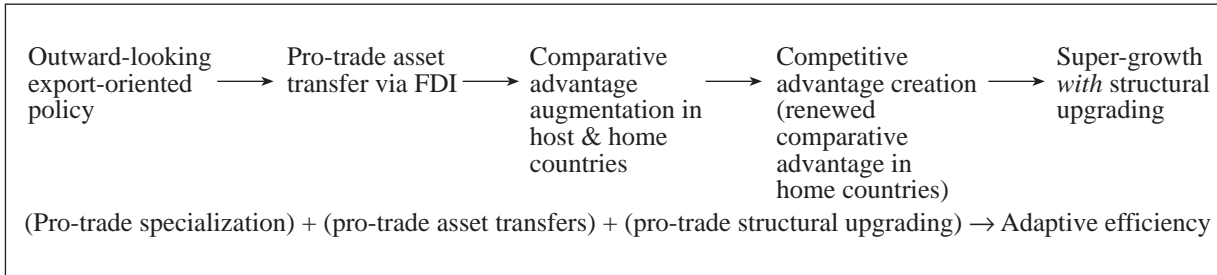 Outward-looking
export-oriented
policy
Pro-trade asset
transfer via FDI
Comparative
advantage
augmentation in
host & home
countries
Competitive
advantage creation
(renewed
comparative
advantage in
home countries)
Super-growth
with structural
upgrading
(Pro-trade specialization) + (pro-trade asset transfers) + (pro-trade structural upgrading) → Adaptive efficiency